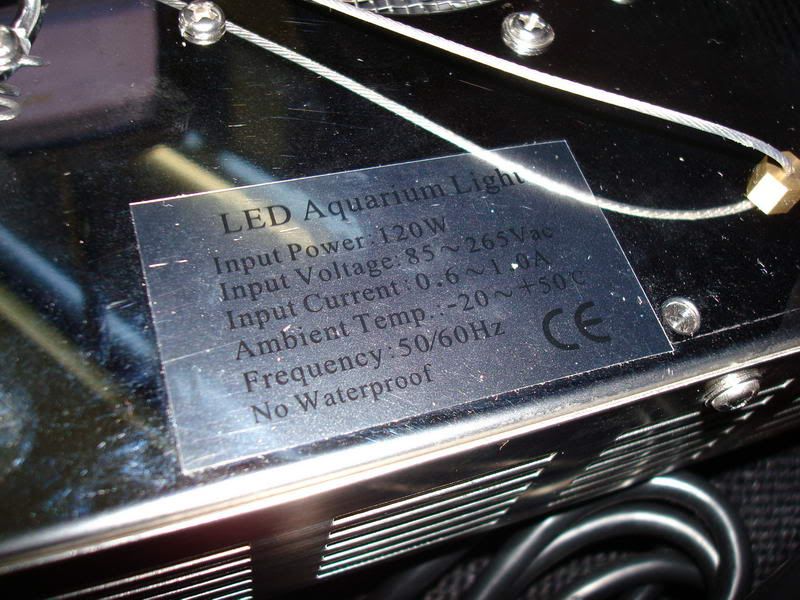 LED Aquarium Light
Input Power:120W
Input Voltage:85~265Vac
Input Current:0.6~1.0A
Ambient Temp.:-20~+50℃
Frequency:50/60Hz
CE
No Waterproof